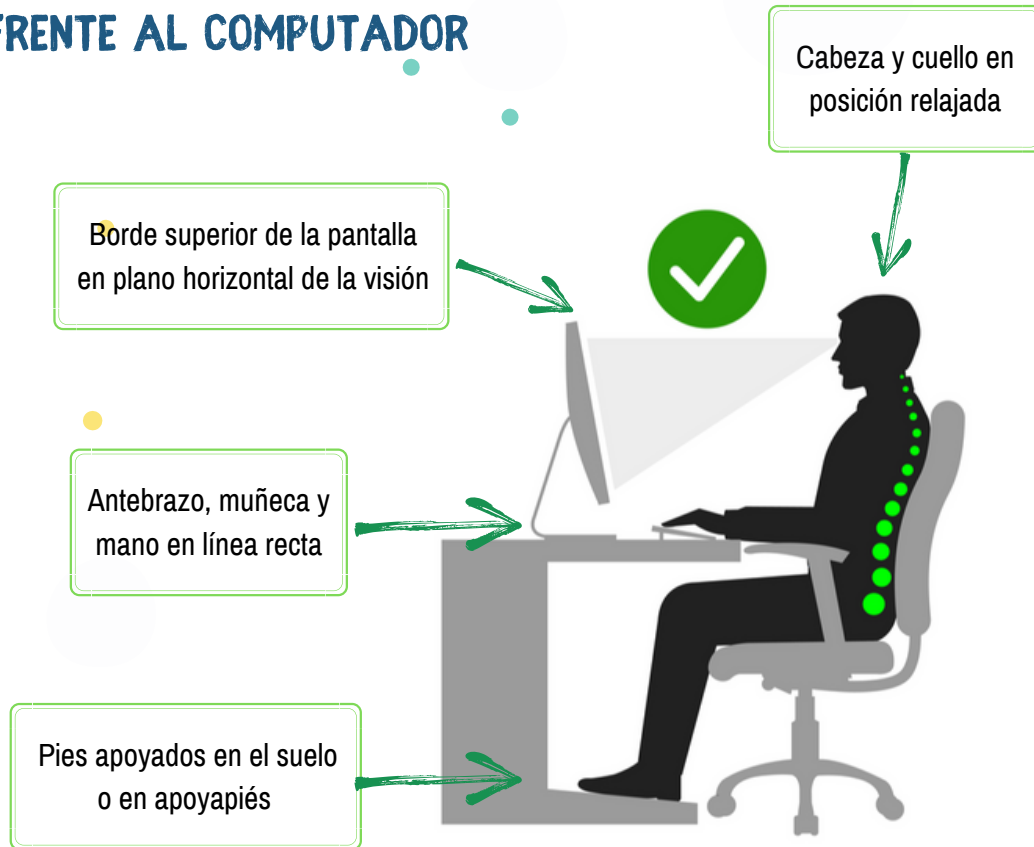 FRENTE AL COMPUTADOR
Cabeza y cuello en
posición relajada
Borde superior de la pantalla
en plano horizontal de la visión
Antebrazo, muñeca y
mano en línea recta
Pies apoyados en el suelo
o en apoyapiés